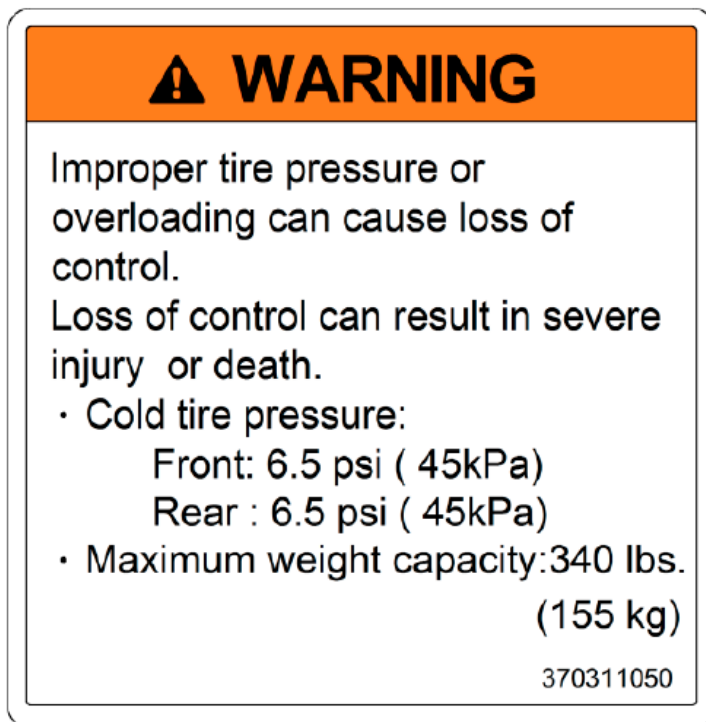 WARNING
Improper tire pressure or
overloading can cause loss of
control.
Loss of control can result in severe
injury or death.
· Cold tire pressure:
Front: 6.5 psi ( 45kPa)
Rear : 6.5 psi ( 45kPa)
· Maximum weight capacity:340 lbs.
(155 kg)
370311050